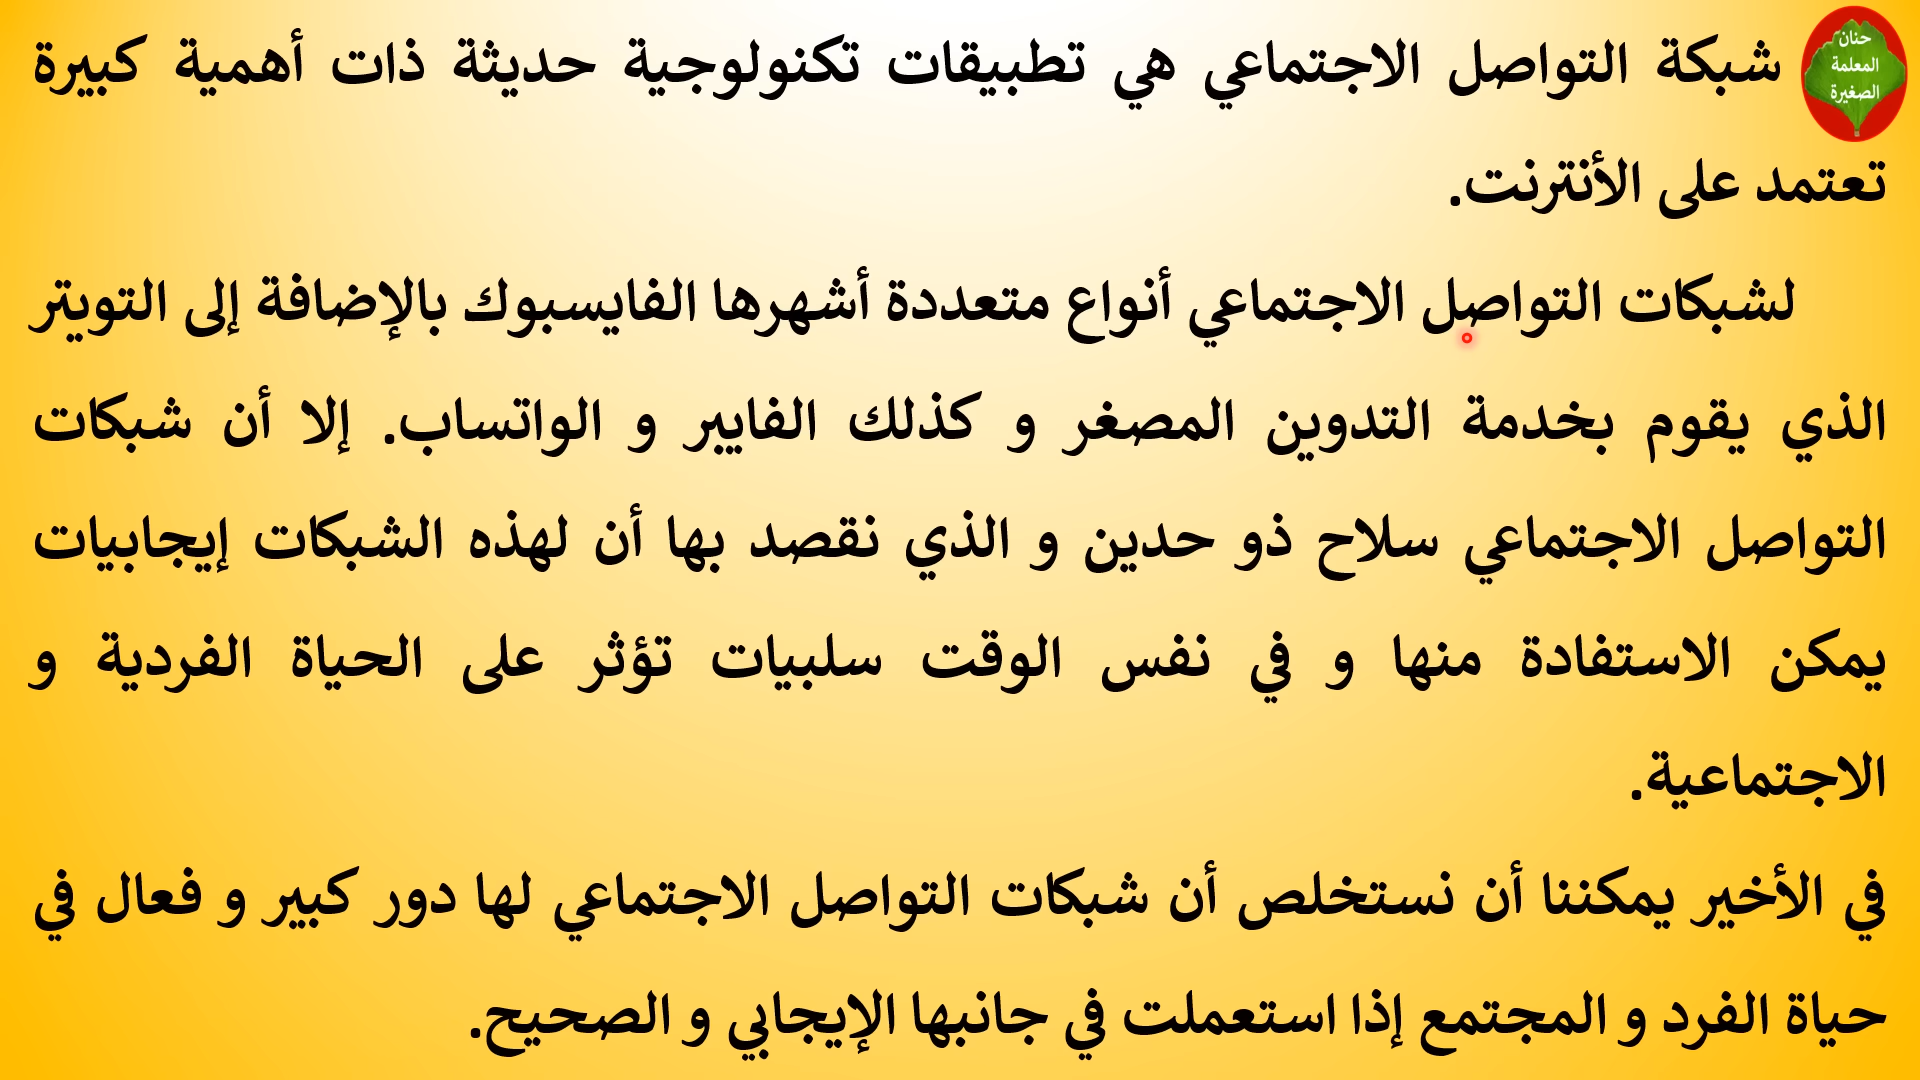 حنان
المعلمة
الصغيرة
شبكة التواصل الاجتماعي هي تطبيقات تكنولوجية حديثة ذات أهمية كبيرة
تعتمد على الأنترنت.
لشبكات التواصل الاجتماعي أنواع متعددة أشهرها الفايسبوك بالإضافة إلى التويتر
الذي يقوم بخدمة التدوين المصغر و كذلك الفايبر و الواتساب. إلا أن شبكات
التواصل الاجتماعي سلاح ذو حدين و الذي نقصد بها أن لهذه الشبكات إيجابيات
يمكن الاستفادة منها و في نفس الوقت سلبيات تؤثر على الحياة الفردية و
الاجتماعية.
في الأخير يمكننا أن نستخلص أن شبكات التواصل الاجتماعي لها دور كبير و فعال في
حياة الفرد و المجتمع إذا استعملت في جانبها الإيجابي و الصحيح.